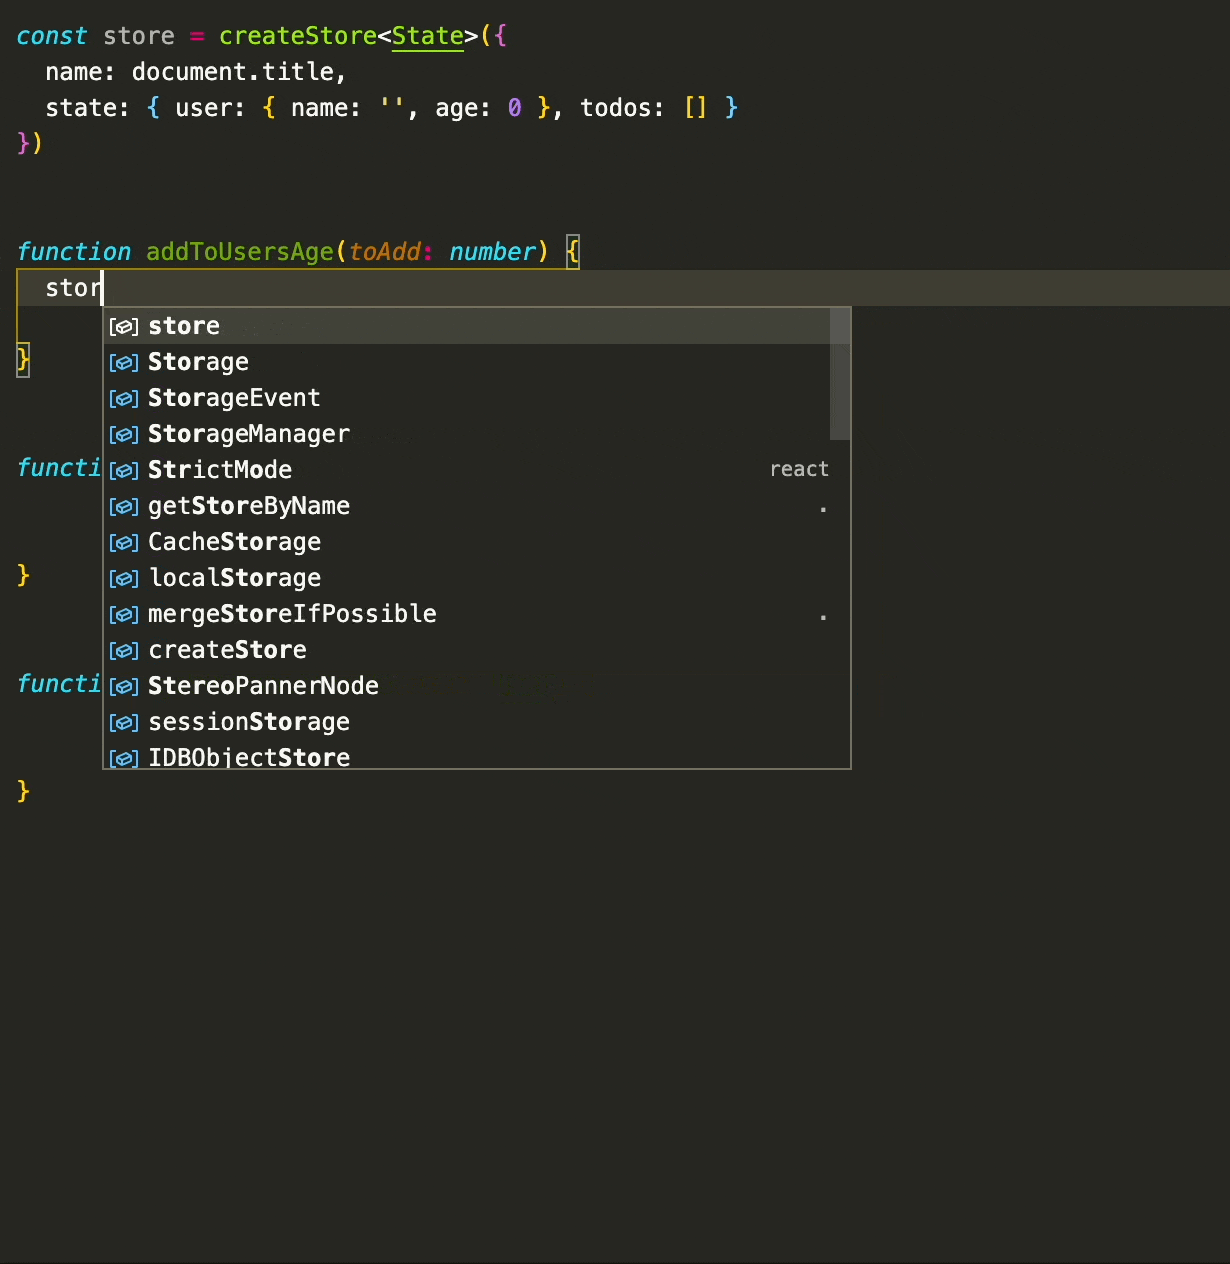 const store = createStore<State>({
  name: document.title,
  state: { user: { name: '', age: 0 }, todos: [] }
})
function addToUsersAge(toAdd: number) {
  stor
store
Storage
}
StorageEvent
StorageManager
functi
StrictMode react
getStoreByName .
CacheStorage
}
localStorage
mergeStoreIfPossible .
createStore
functi
StereoPannerNode
sessionStorage
IDBObjectStore
}